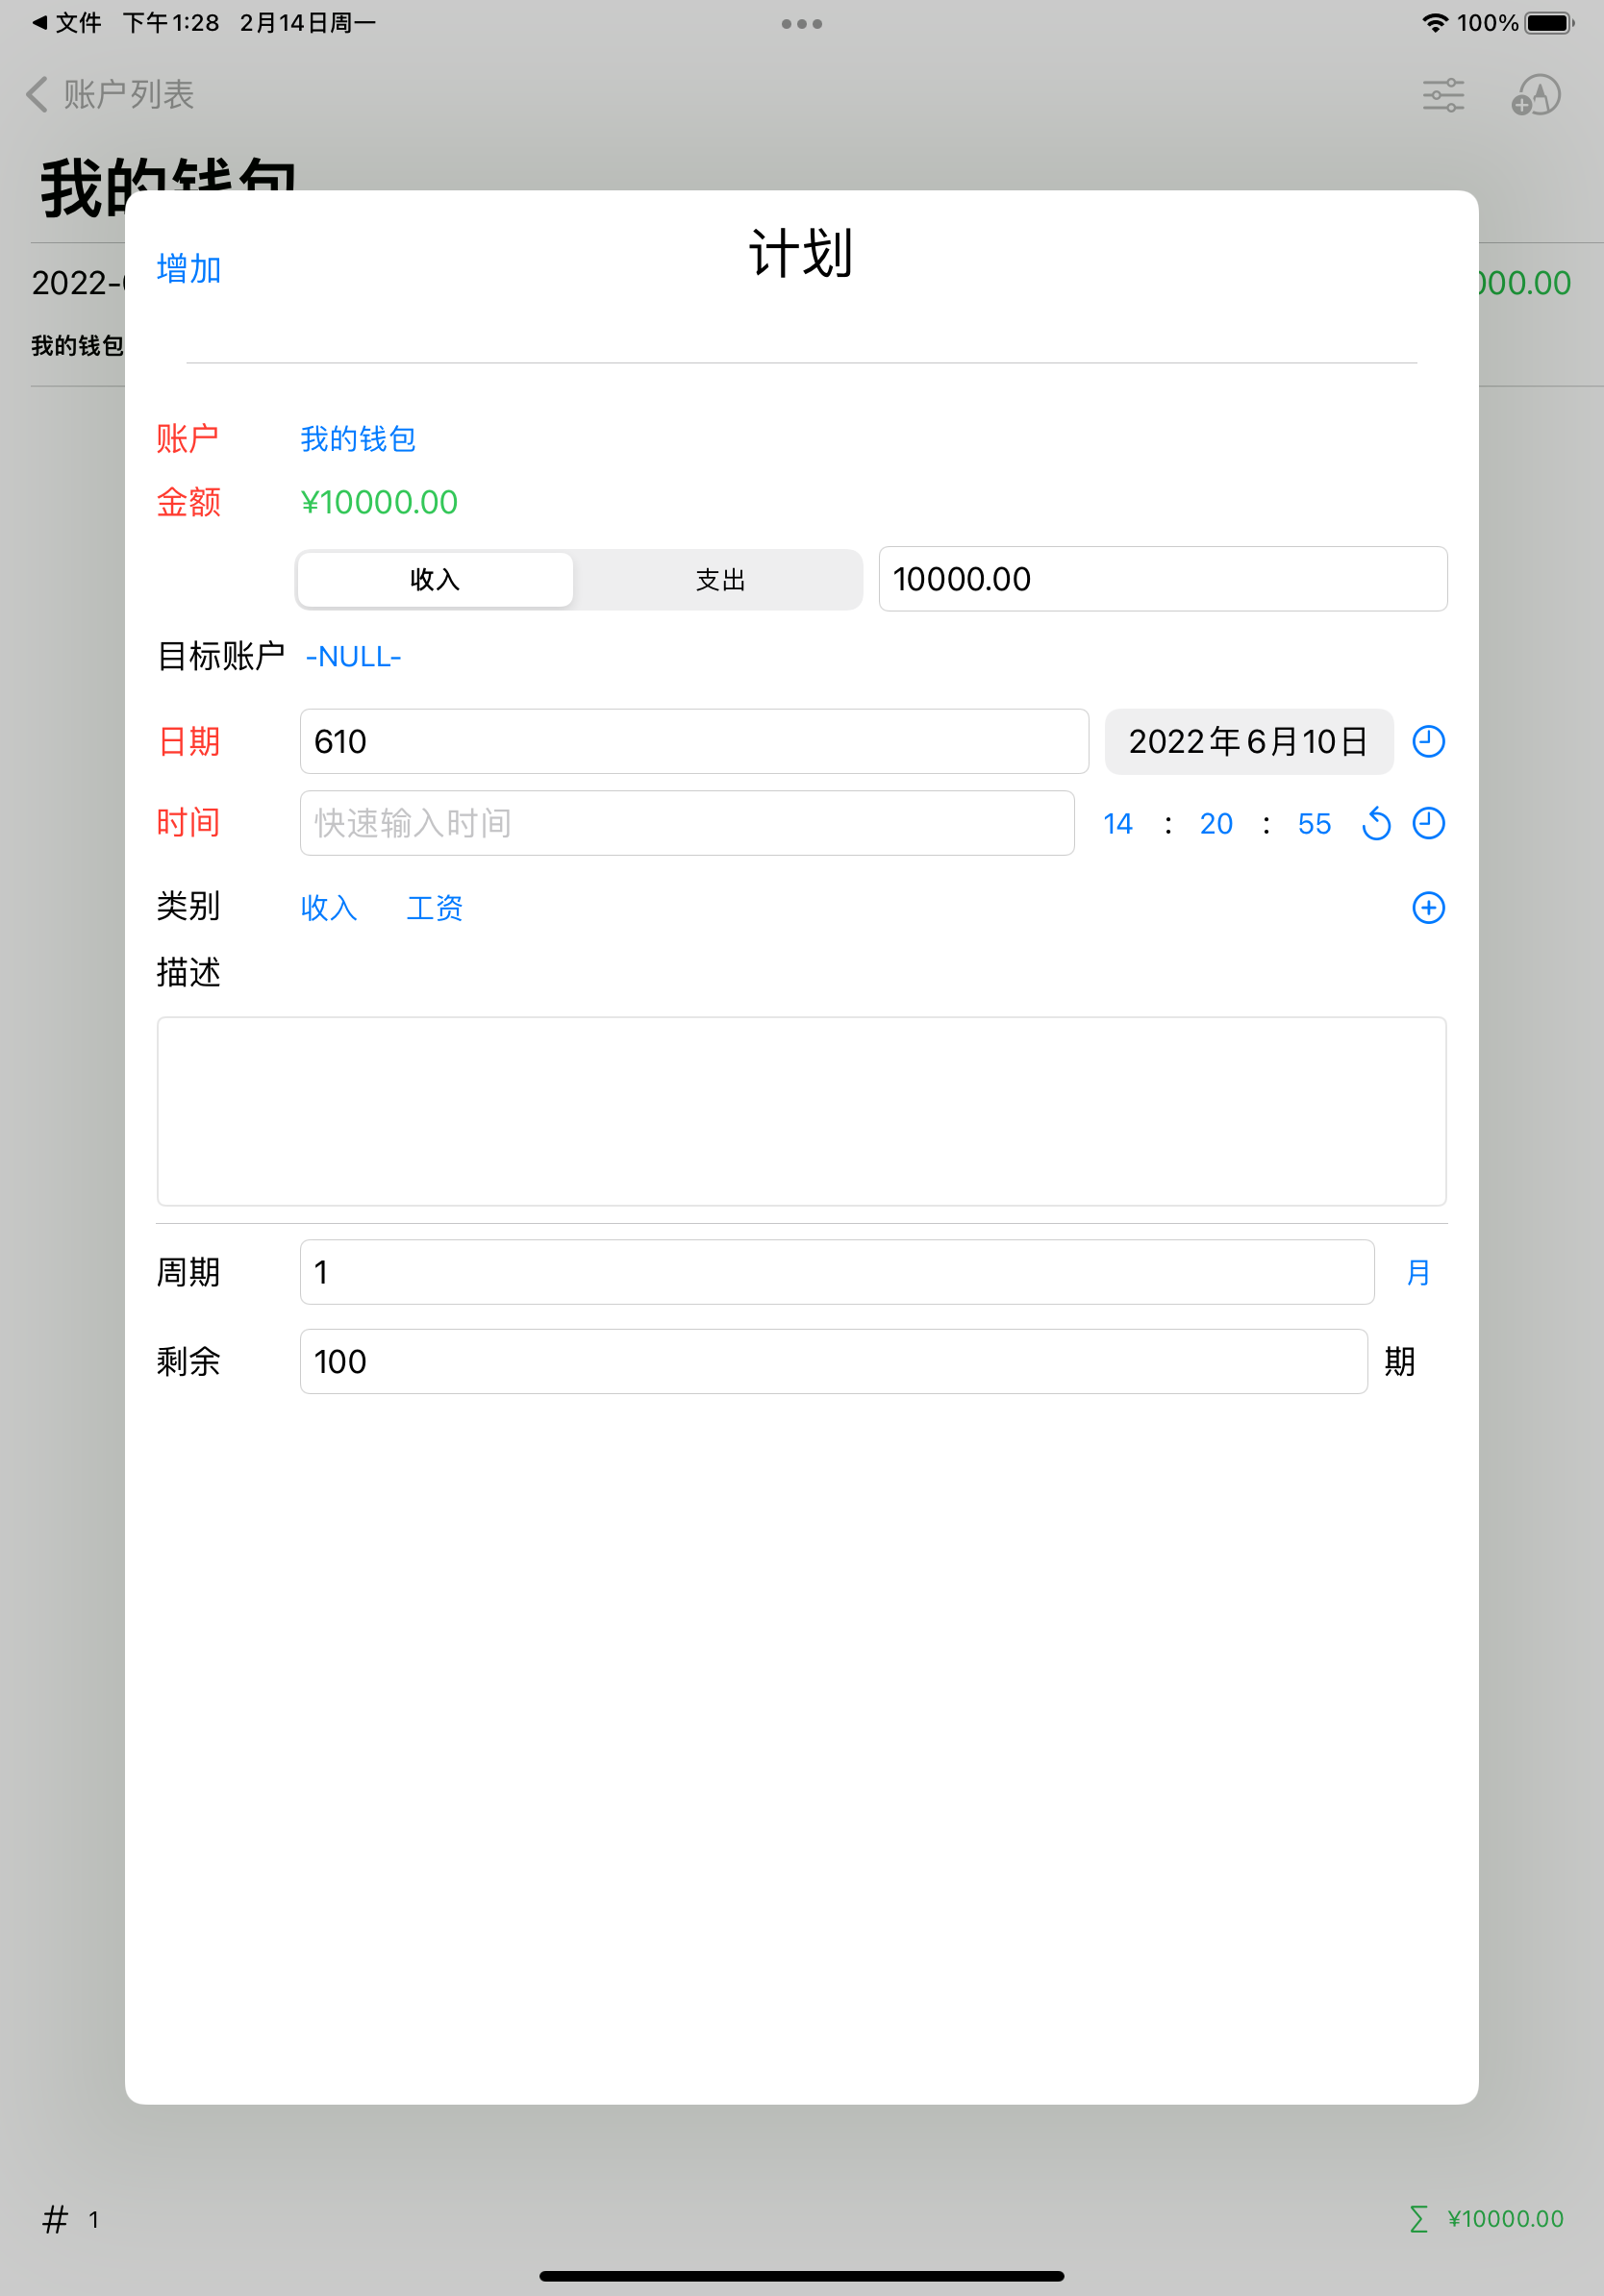 文件 下午1:28 2月14日周一 100%
账户列表
我的钱包
计划
增加
2022- 000.00
我的钱包
账户 我的钱包
金额 ¥10000.00
收入 支出 10000.00
目标账户 -NULL-
日期 610 2022年6月10日
时间 快速输入时间 14 : 20 : 55
类别 收入 工资
描述
周期 1 月
剩余 100 期
# 1 ∑ ¥10000.00